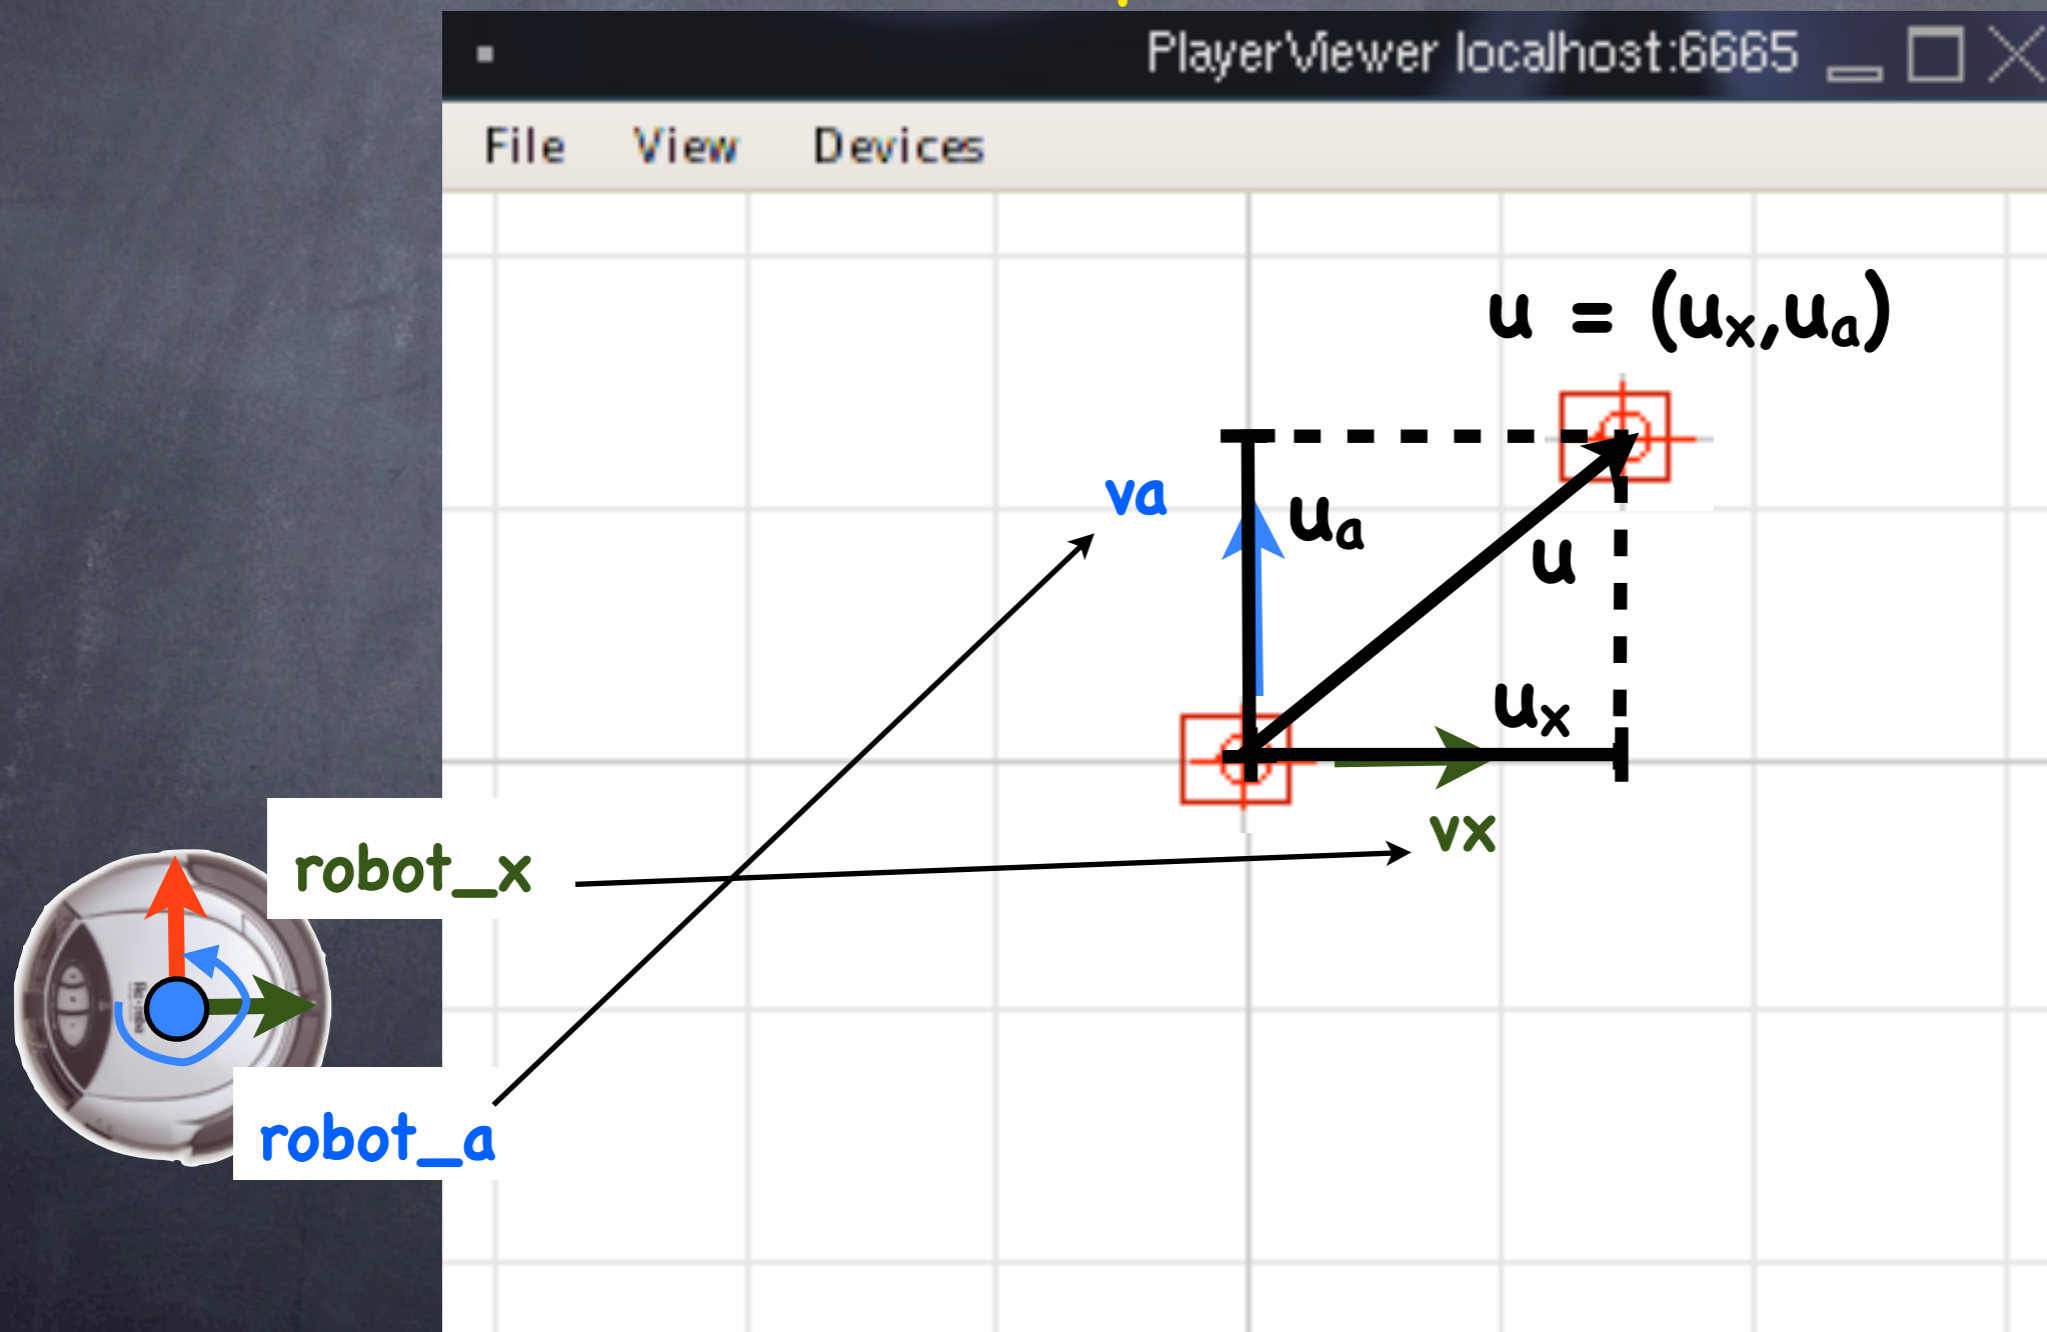 PlayerViewer localhost:6665
File View Devices
u = (ux,ua)
va
ua
u
ux
vx
robot_x
robot_a